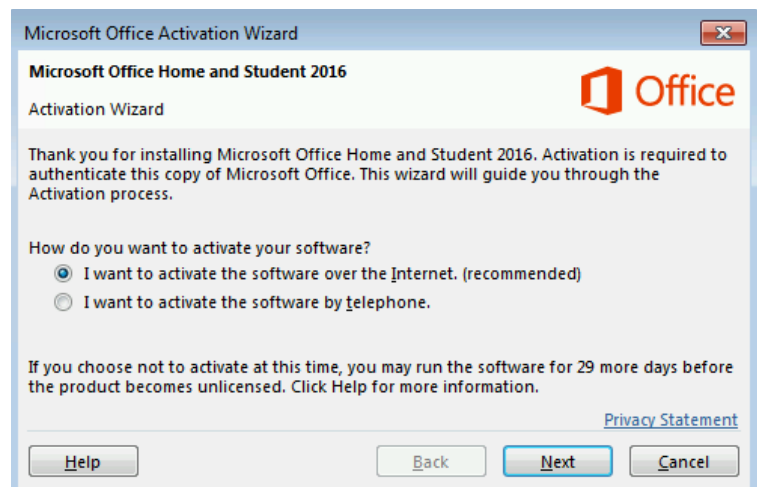 Microsoft Office Activation Wizard
Microsoft Office Home and Student 2016
Office
Activation Wizard
Thank you for installing Microsoft Office Home and Student 2016. Activation is required to
authenticate this copy of Microsoft Office. This wizard will guide you through the
Activation process.
How do you want to activate your software?
I want to activate the software over the Internet. (recommended)
I want to activate the software by telephone.
If you choose not to activate at this time, you may run the software for 29 more days before
the product becomes unlicensed. Click Help for more information.
Privacy Statement
Help Back Next Cancel